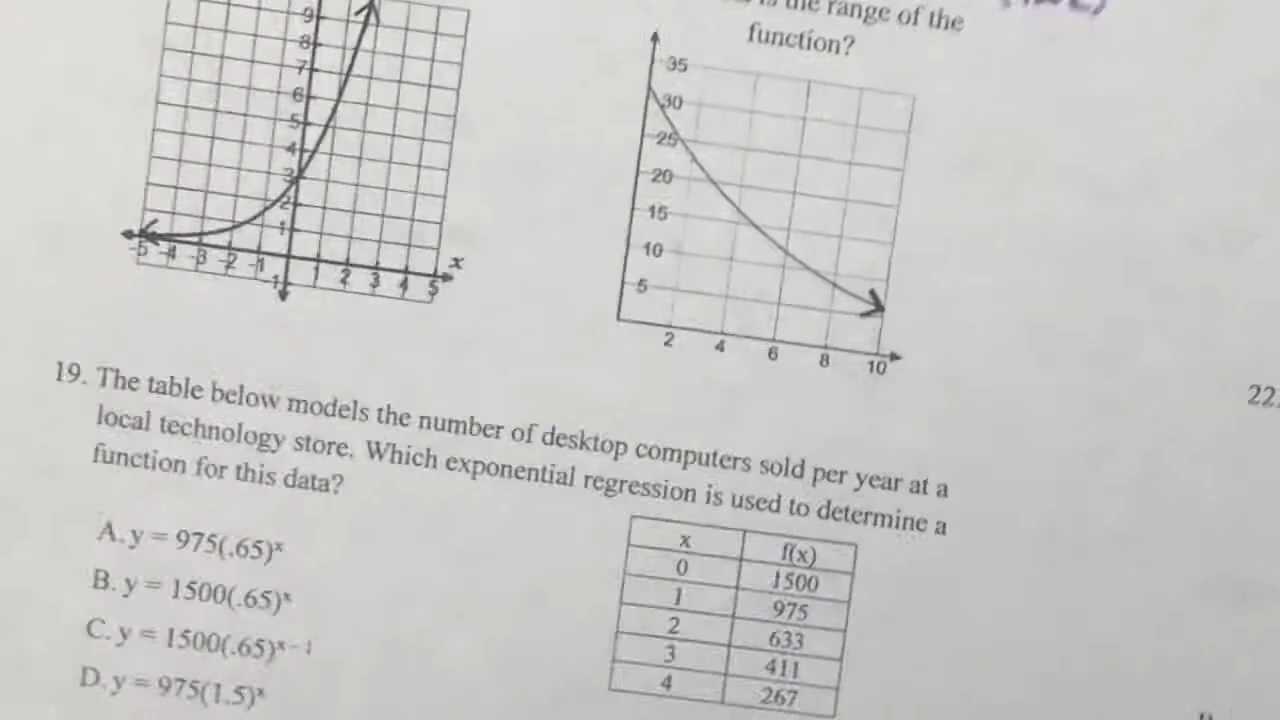 is the range of the
function?
9
8
7
6
5
4
3
2
1
-5 -4 -3 -2 -1
-1
1 2 3 4 5
x
35
30
25
20
15
10
5
2 4 6 8 10
19. The table below models the number of desktop computers sold per year at a
local technology store. Which exponential regression is used to determine a
function for this data?
A. y = 975(.65)ˣ
B. y = 1500(.65)ˣ
C. y = 1500(.65)ˣ⁻¹
D. y = 975(1.5)ˣ
x f(x)
0 1500
1 975
2 633
3 411
4 267
22.